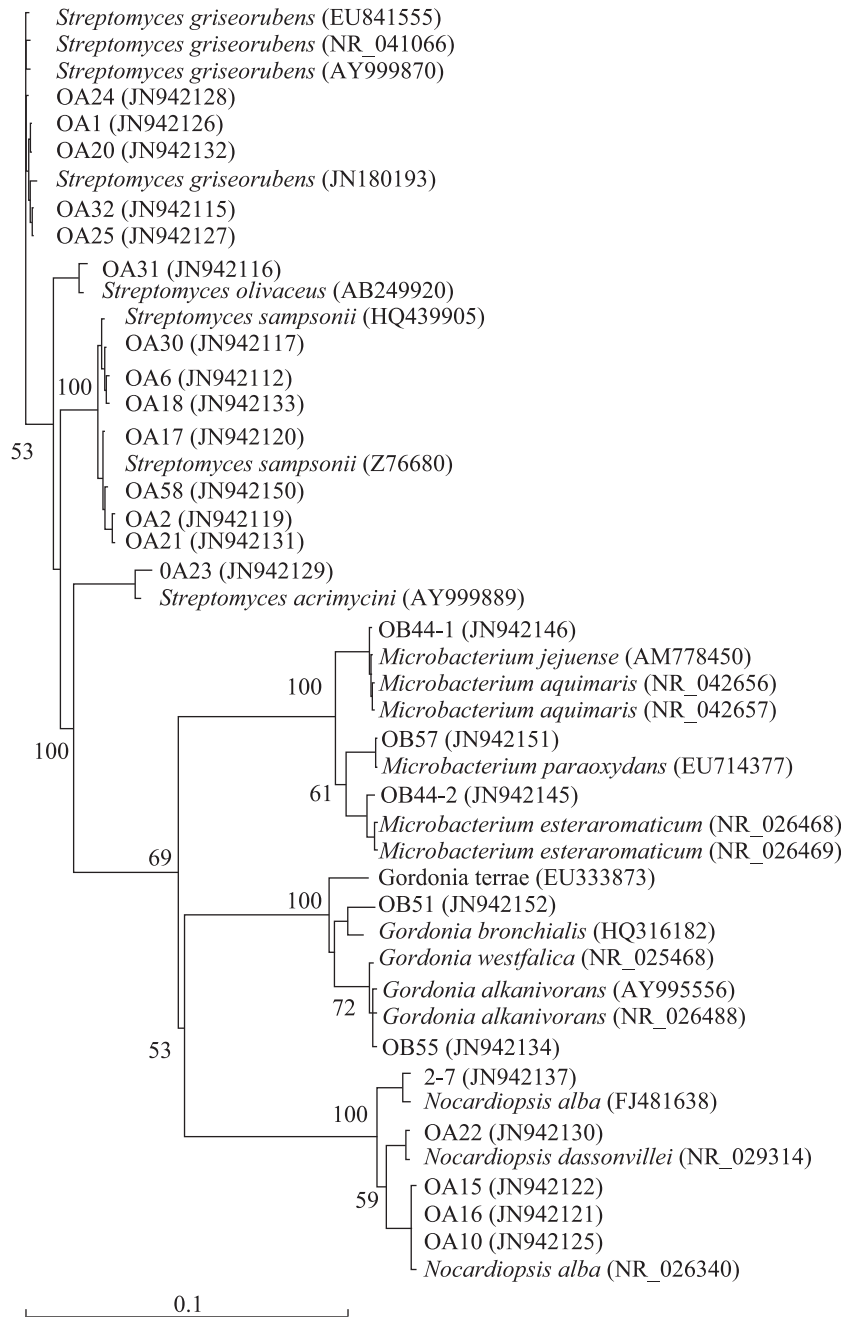 Streptomyces griseorubens (EU841555)
Streptomyces griseorubens (NR_041066)
Streptomyces griseorubens (AY999870)
OA24 (JN942128)
OA1 (JN942126)
OA20 (JN942132)
Streptomyces griseorubens (JN180193)
OA32 (JN942115)
OA25 (JN942127)
OA31 (JN942116)
Streptomyces olivaceus (AB249920)
Streptomyces sampsonii (HQ439905)
OA30 (JN942117)
OA6 (JN942112)
100
OA18 (JN942133)
OA17 (JN942120)
53
Streptomyces sampsonii (Z76680)
OA58 (JN942150)
OA2 (JN942119)
OA21 (JN942131)
0A23 (JN942129)
Streptomyces acrimycini (AY999889)
OB44-1 (JN942146)
Microbacterium jejuense (AM778450)
100
Microbacterium aquimaris (NR_042656)
Microbacterium aquimaris (NR_042657)
OB57 (JN942151)
100
Microbacterium paraoxydans (EU714377)
61
OB44-2 (JN942145)
Microbacterium esteraromaticum (NR_026468)
Microbacterium esteraromaticum (NR_026469)
69
Gordonia terrae (EU333873)
100
OB51 (JN942152)
Gordonia bronchialis (HQ316182)
Gordonia westfalica (NR_025468)
Gordonia alkanivorans (AY995556)
72
Gordonia alkanivorans (NR_026488)
OB55 (JN942134)
53
2-7 (JN942137)
Nocardiopsis alba (FJ481638)
100
OA22 (JN942130)
Nocardiopsis dassonvillei (NR_029314)
OA15 (JN942122)
59
OA16 (JN942121)
OA10 (JN942125)
Nocardiopsis alba (NR_026340)
0.1